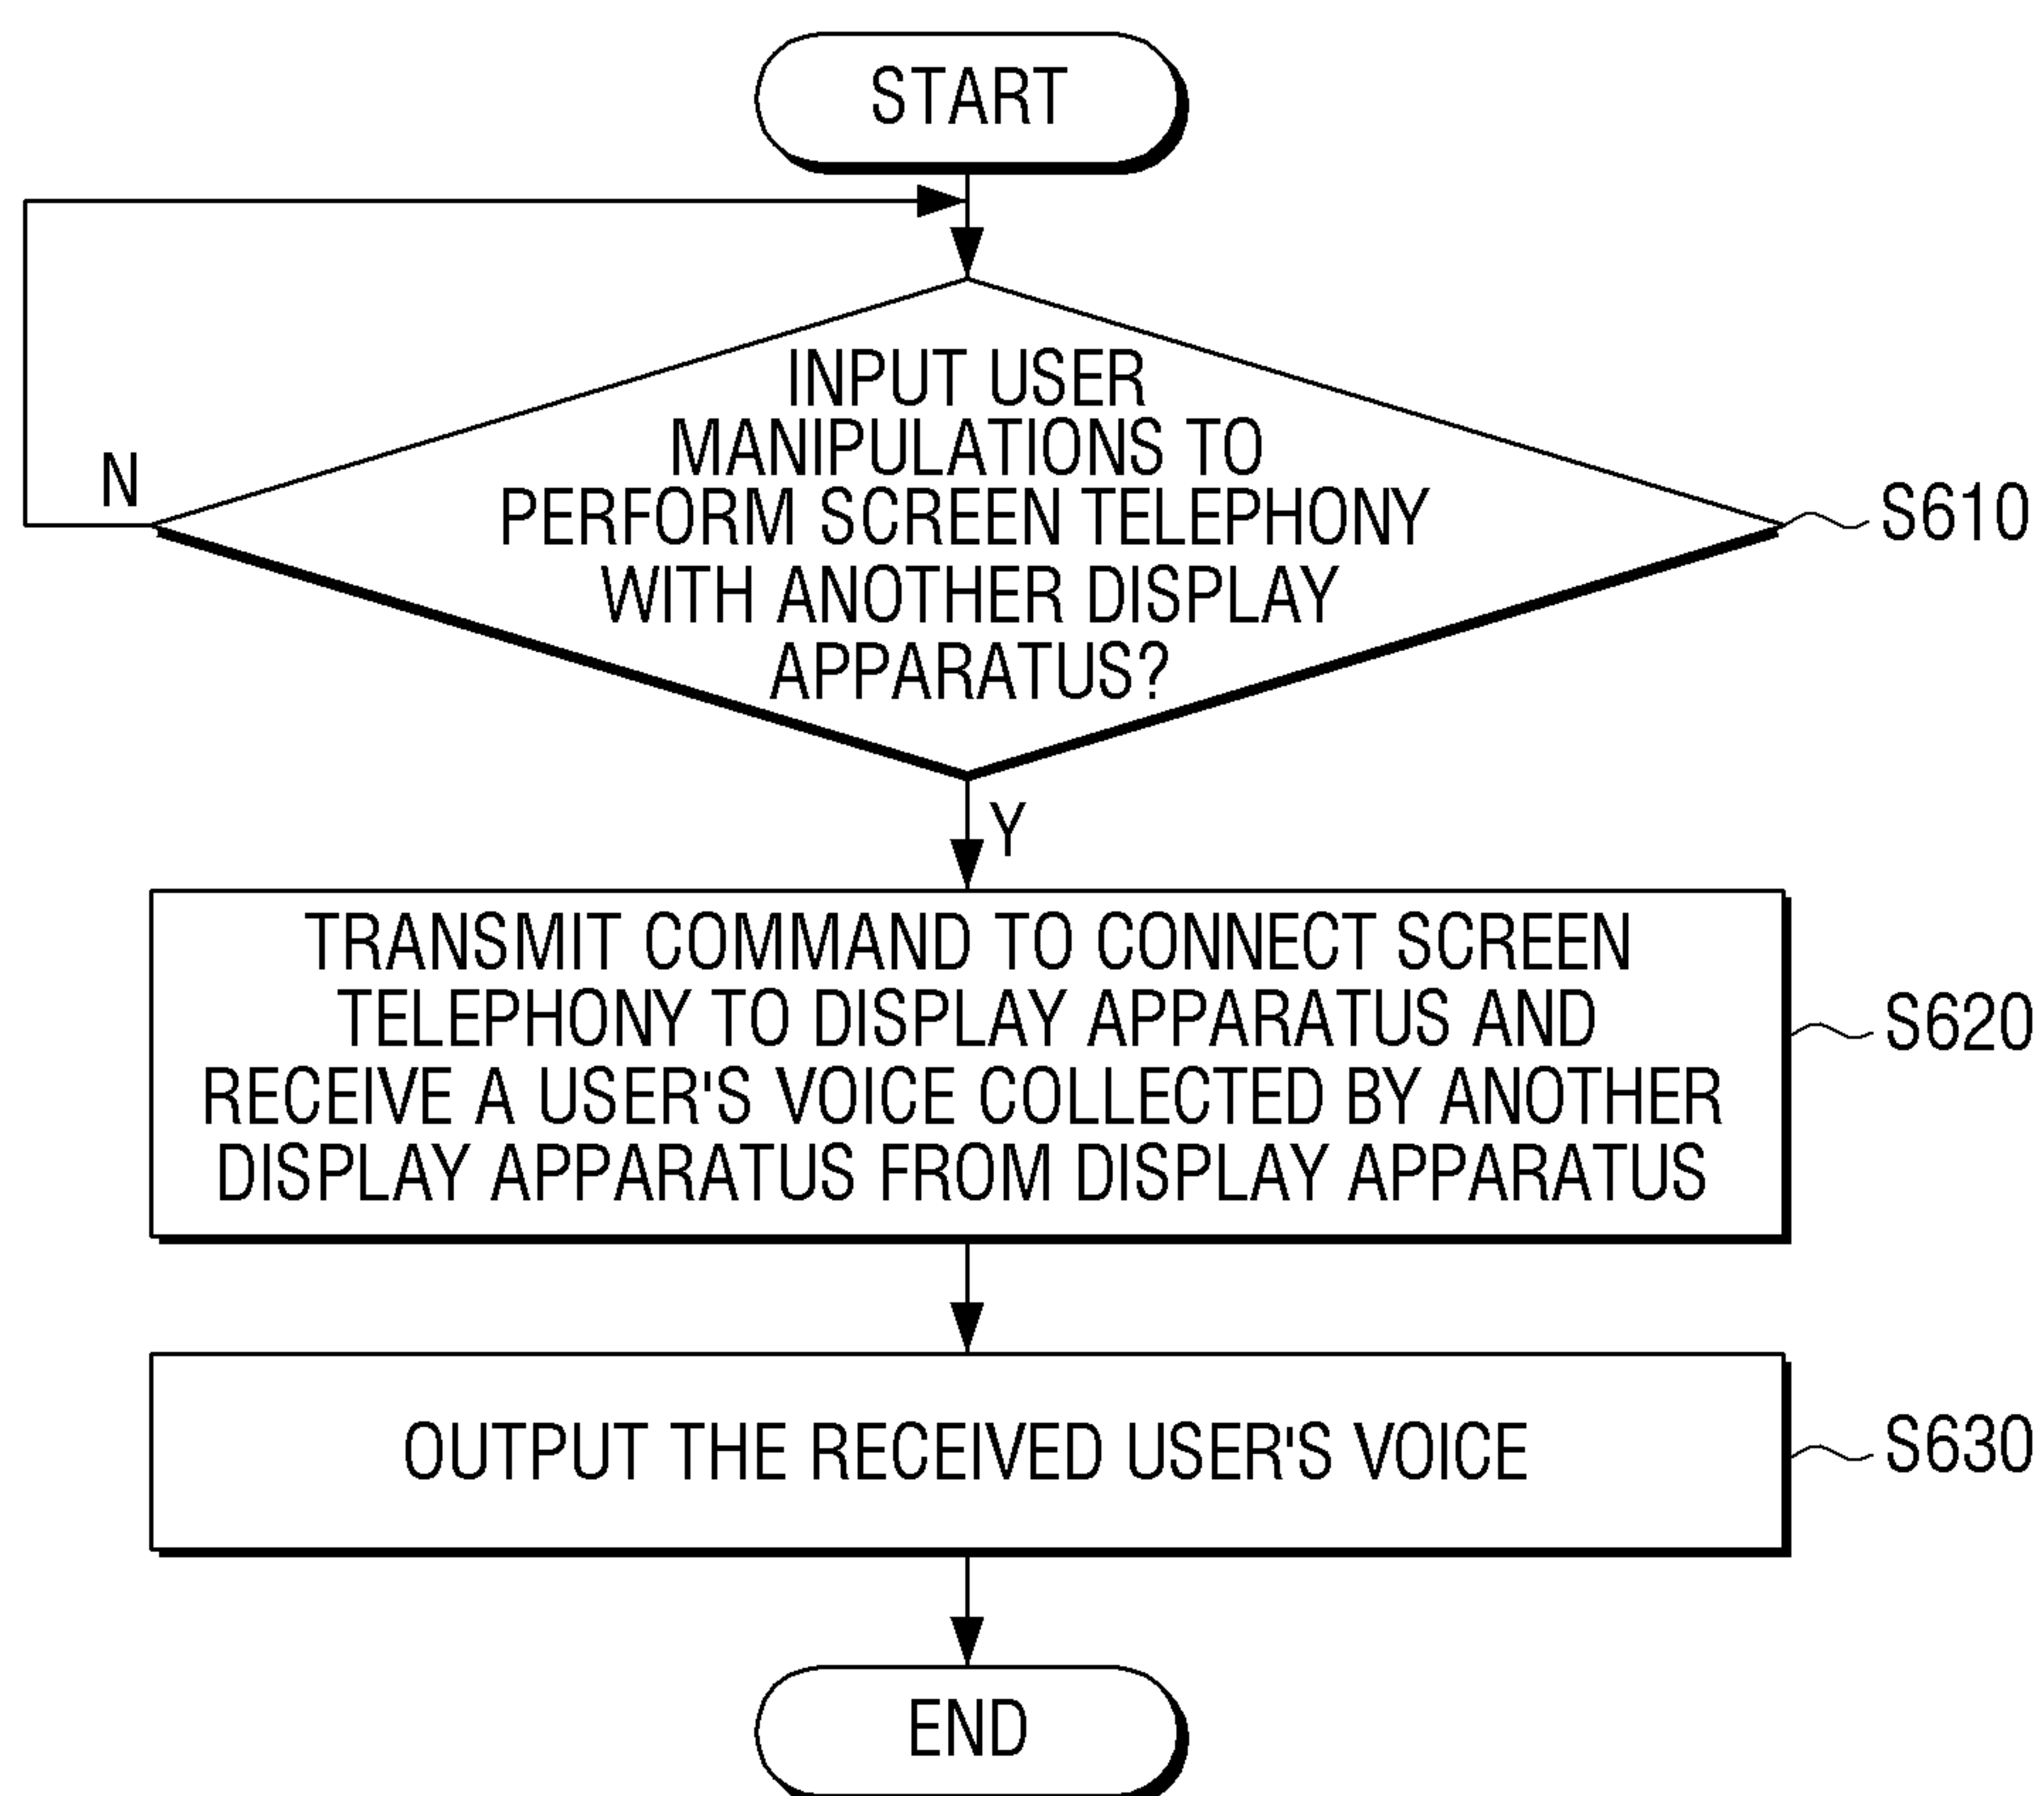 START
INPUT USER
MANIPULATIONS TO
PERFORM SCREEN TELEPHONY
WITH ANOTHER DISPLAY
APPARATUS?
N
S610
Y
TRANSMIT COMMAND TO CONNECT SCREEN
TELEPHONY TO DISPLAY APPARATUS AND
RECEIVE A USER'S VOICE COLLECTED BY ANOTHER
DISPLAY APPARATUS FROM DISPLAY APPARATUS
S620
OUTPUT THE RECEIVED USER'S VOICE
S630
END